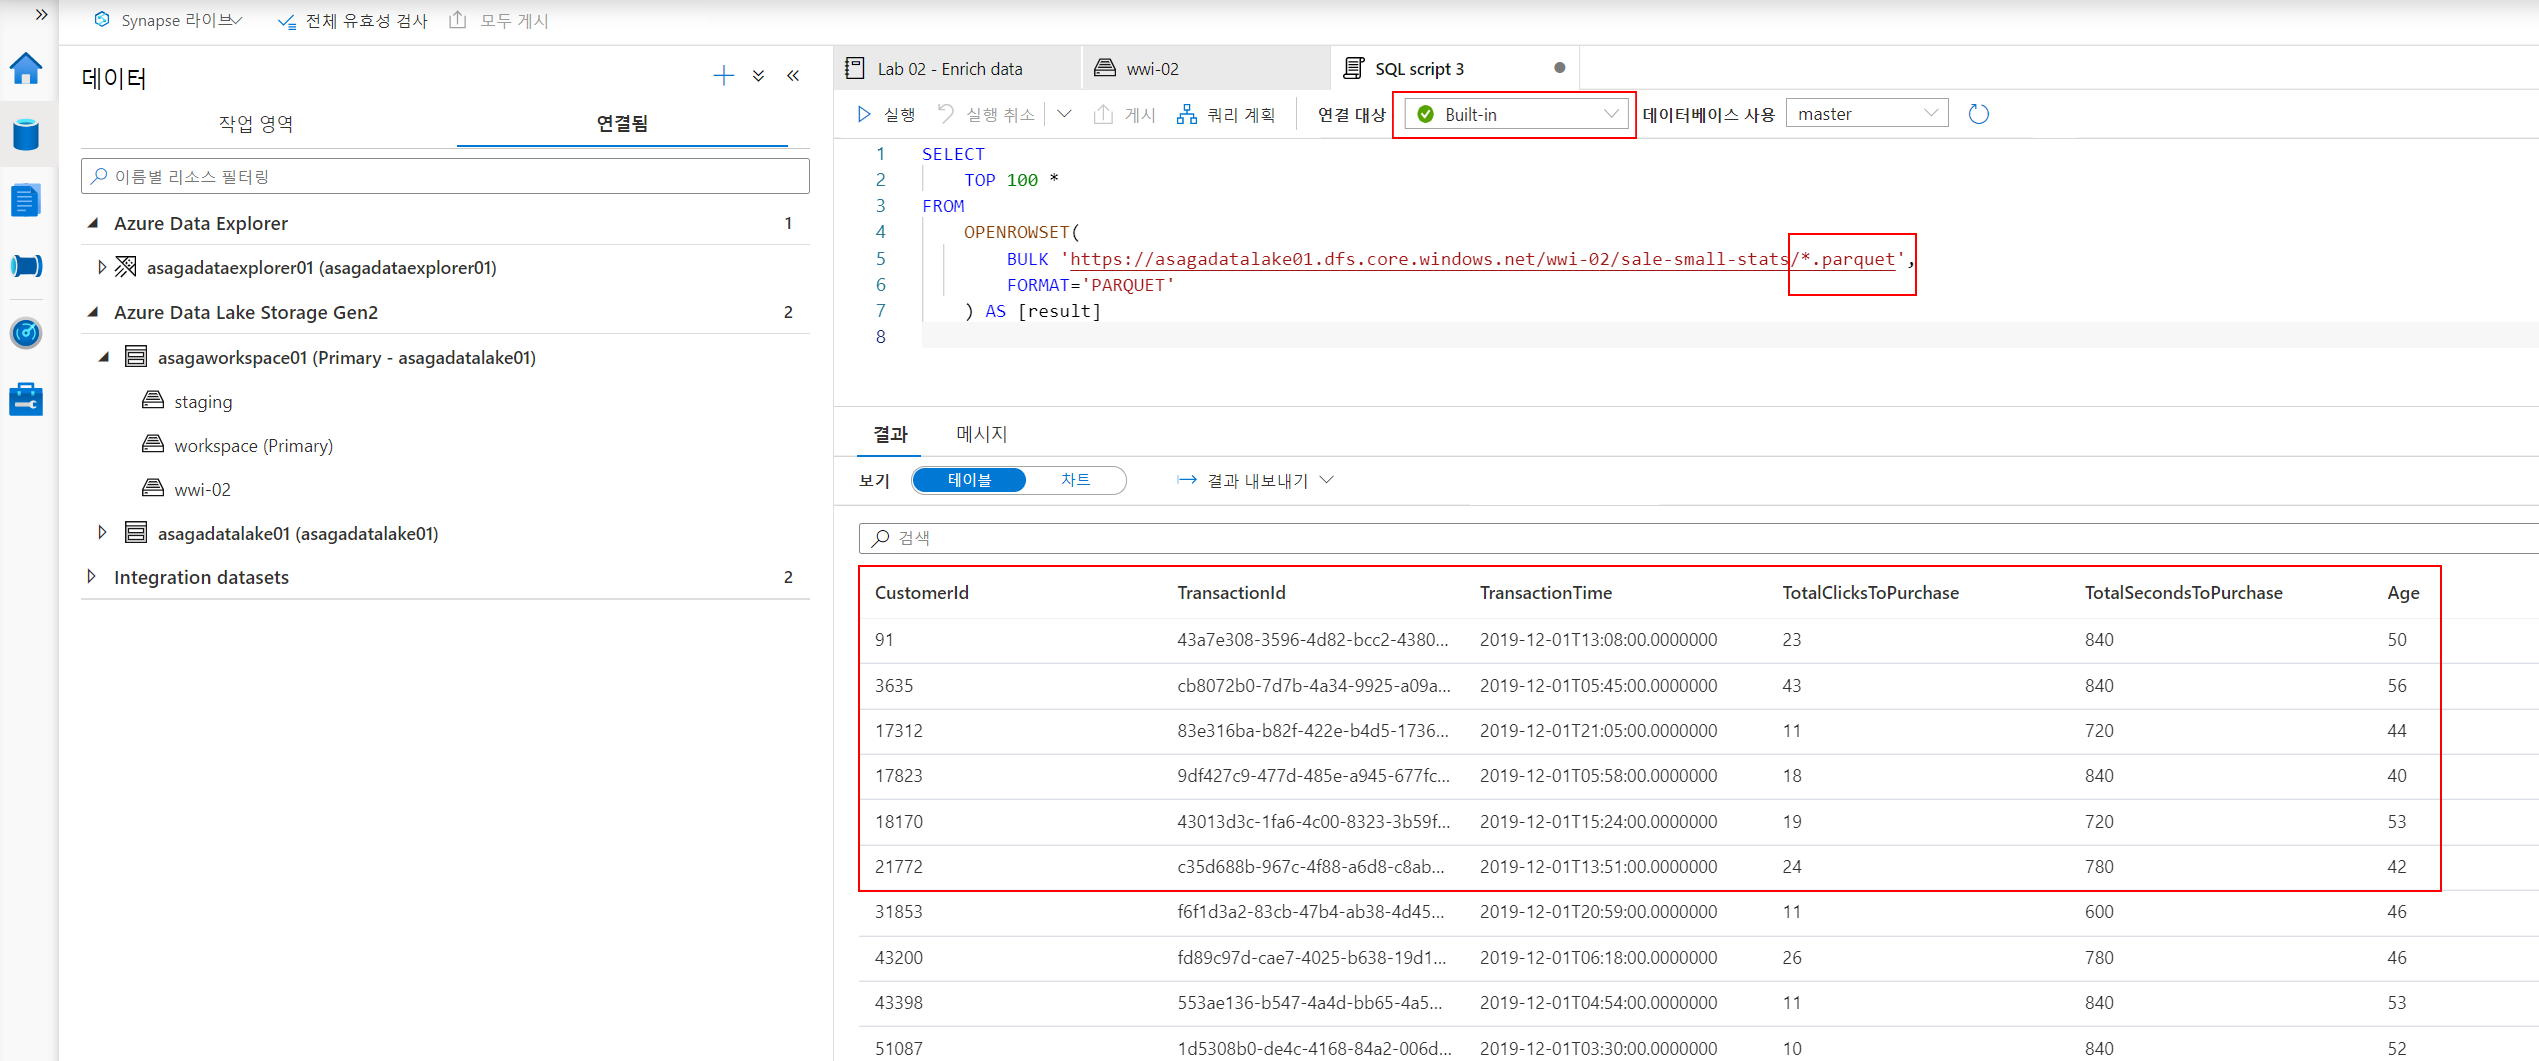 Synapse 라이브
전체 유효성 검사
모두 게시
데이터
작업 영역
연결됨
이름별 리소스 필터링
Azure Data Explorer 1
asagadataexplorer01 (asagadataexplorer01)
Azure Data Lake Storage Gen2 2
asagaworkspace01 (Primary - asagadatalake01)
staging
workspace (Primary)
wwi-02
asagadatalake01 (asagadatalake01)
Integration datasets 2
Lab 02 - Enrich data
wwi-02
SQL script 3
실행 실행 취소 게시 쿼리 계획 연결 대상 Built-in 데이터베이스 사용 master
1 SELECT
2 TOP 100 *
3 FROM
4 OPENROWSET(
5 BULK 'https://asagadatalake01.dfs.core.windows.net/wwi-02/sale-small-stats/*.parquet',
6 FORMAT='PARQUET'
7 ) AS [result]
8
결과 메시지
보기 테이블 차트 결과 내보내기
검색
CustomerId TransactionId TransactionTime TotalClicksToPurchase TotalSecondsToPurchase Age
91 43a7e308-3596-4d82-bcc2-4380... 2019-12-01T13:08:00.0000000 23 840 50
3635 cb8072b0-7d7b-4a34-9925-a09a... 2019-12-01T05:45:00.0000000 43 840 56
17312 83e316ba-b82f-422e-b4d5-1736... 2019-12-01T21:05:00.0000000 11 720 44
17823 9df427c9-477d-485e-a945-677fc... 2019-12-01T05:58:00.0000000 18 840 40
18170 43013d3c-1fa6-4c00-8323-3b59f... 2019-12-01T15:24:00.0000000 19 720 53
21772 c35d688b-967c-4f88-a6d8-c8ab... 2019-12-01T13:51:00.0000000 24 780 42
31853 f6f1d3a2-83cb-47b4-ab38-4d45... 2019-12-01T20:59:00.0000000 11 600 46
43200 fd89c97d-cae7-4025-b638-19d1... 2019-12-01T06:18:00.0000000 26 780 46
43398 553ae136-b547-4a4d-bb65-4a5... 2019-12-01T04:54:00.0000000 11 840 53
51087 1d5308b0-de4c-4168-84a2-006d... 2019-12-01T03:30:00.0000000 10 840 52